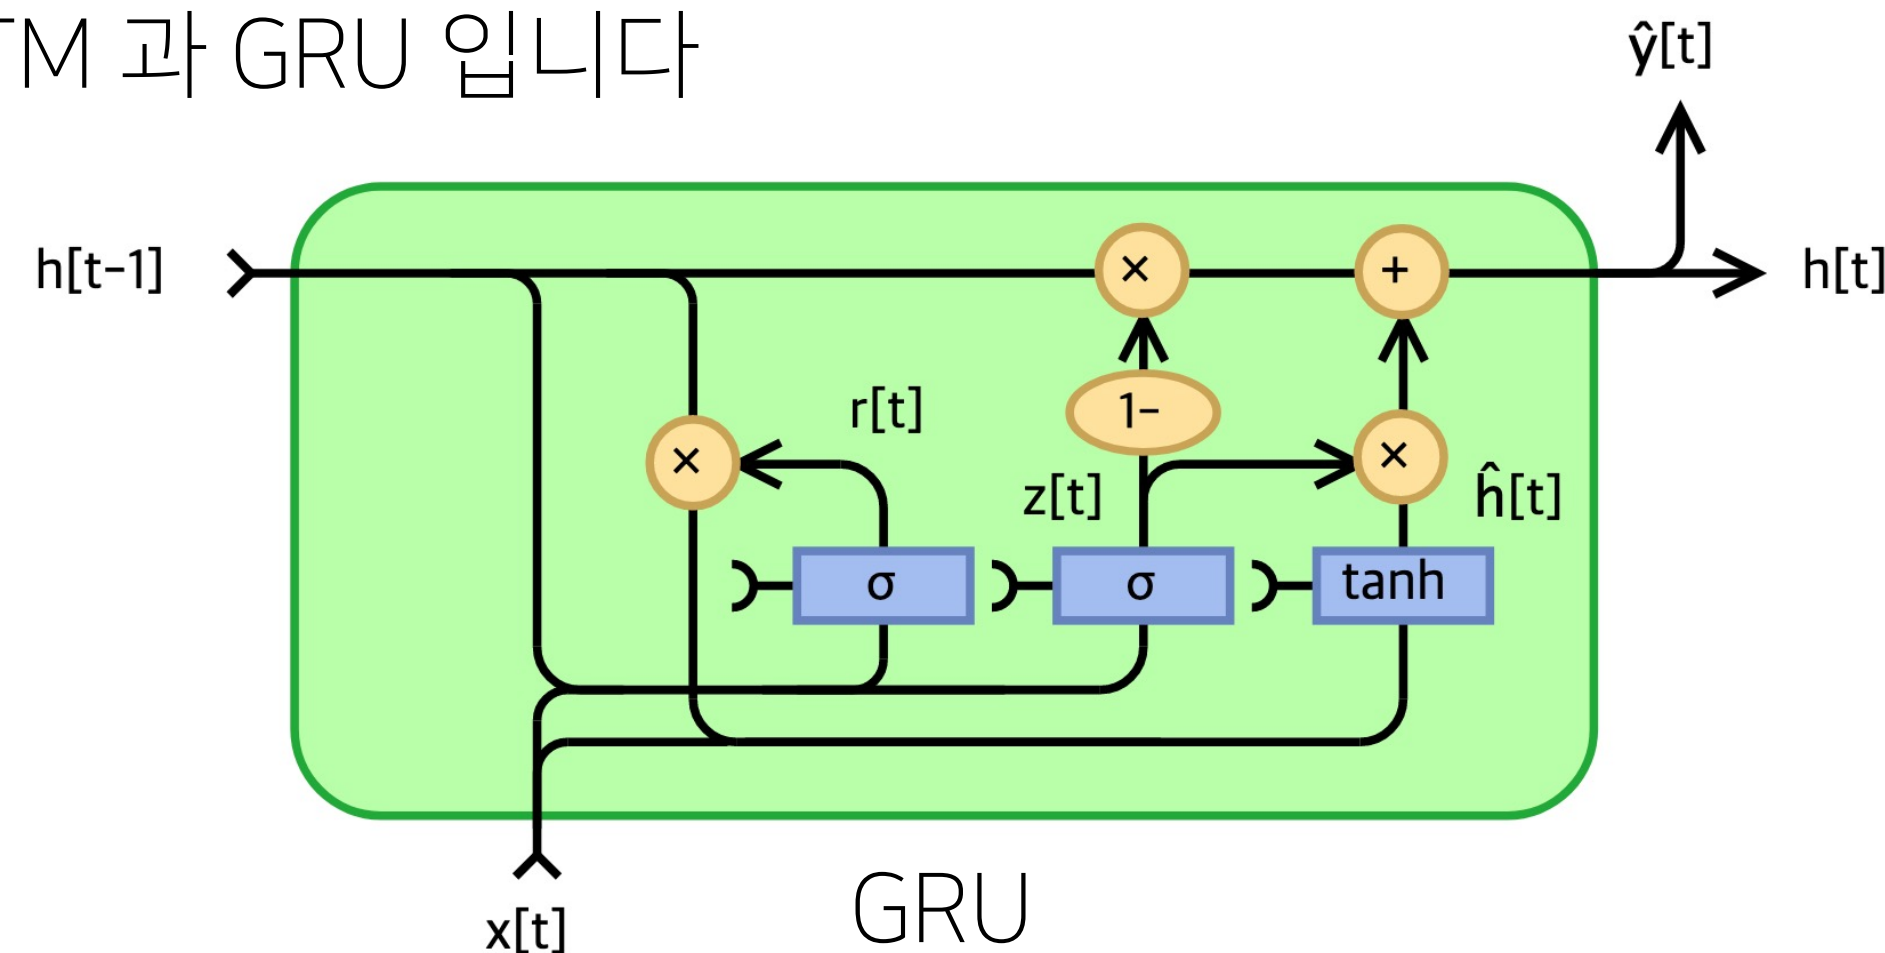 TM 과 GRU 입니다
ŷ[t]
h[t-1]
h[t]
×
+
r[t]
1-
×
z[t]
×
ĥ[t]
σ
σ
tanh
x[t]
GRU